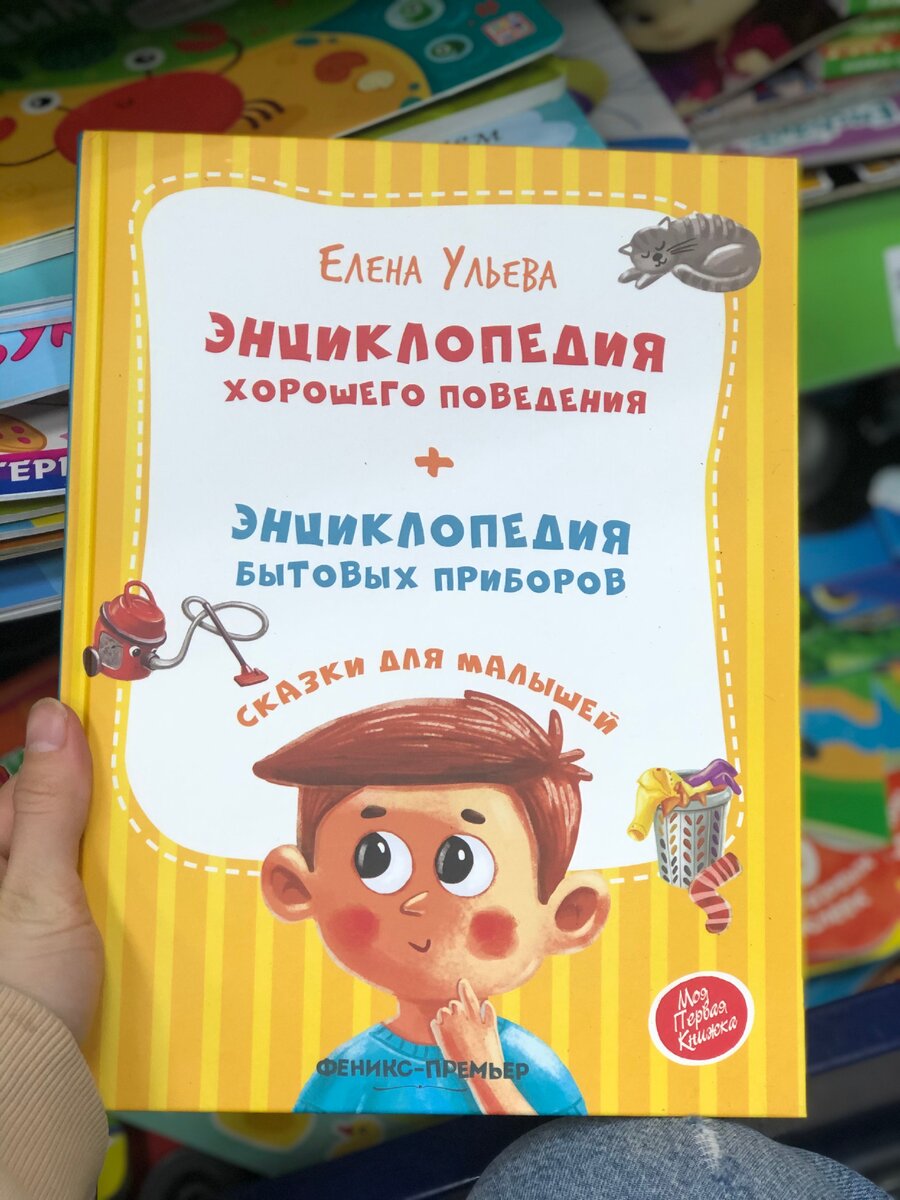 Елена Ульева
ЭНЦИКЛОПЕДИЯ
ХОРОШЕГО ПОВЕДЕНИЯ
+
ЭНЦИКЛОПЕДИЯ
БЫТОВЫХ ПРИБОРОВ
СКАЗКИ ДЛЯ МАЛЫШЕЙ
Моя
Первая
Книжка
ФЕНИКС-ПРЕМЬЕР